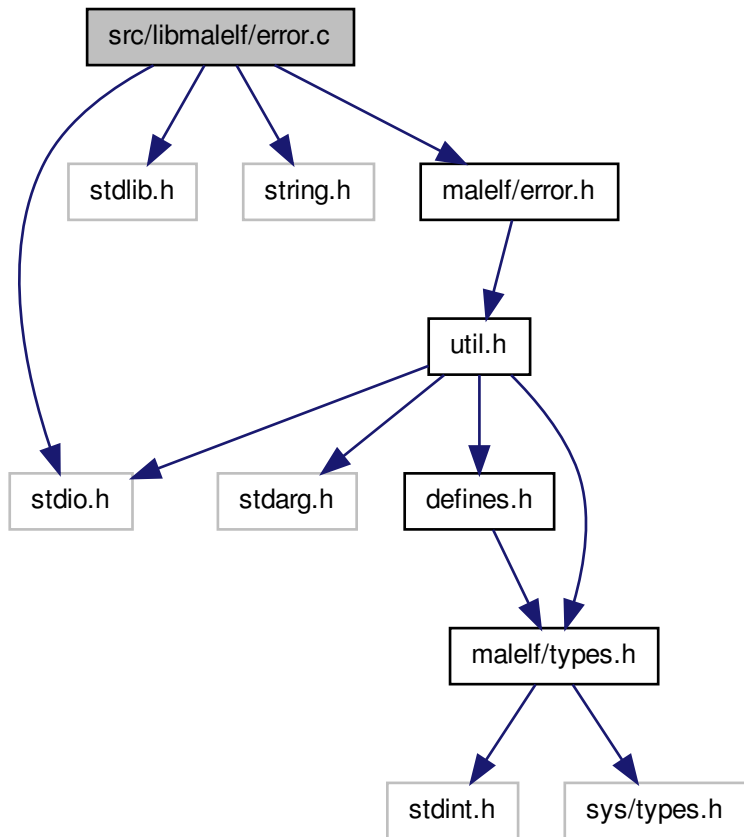 src/libmalelf/error.c
stdlib.h
string.h
malelf/error.h
util.h
stdio.h
stdarg.h
defines.h
malelf/types.h
stdint.h
sys/types.h